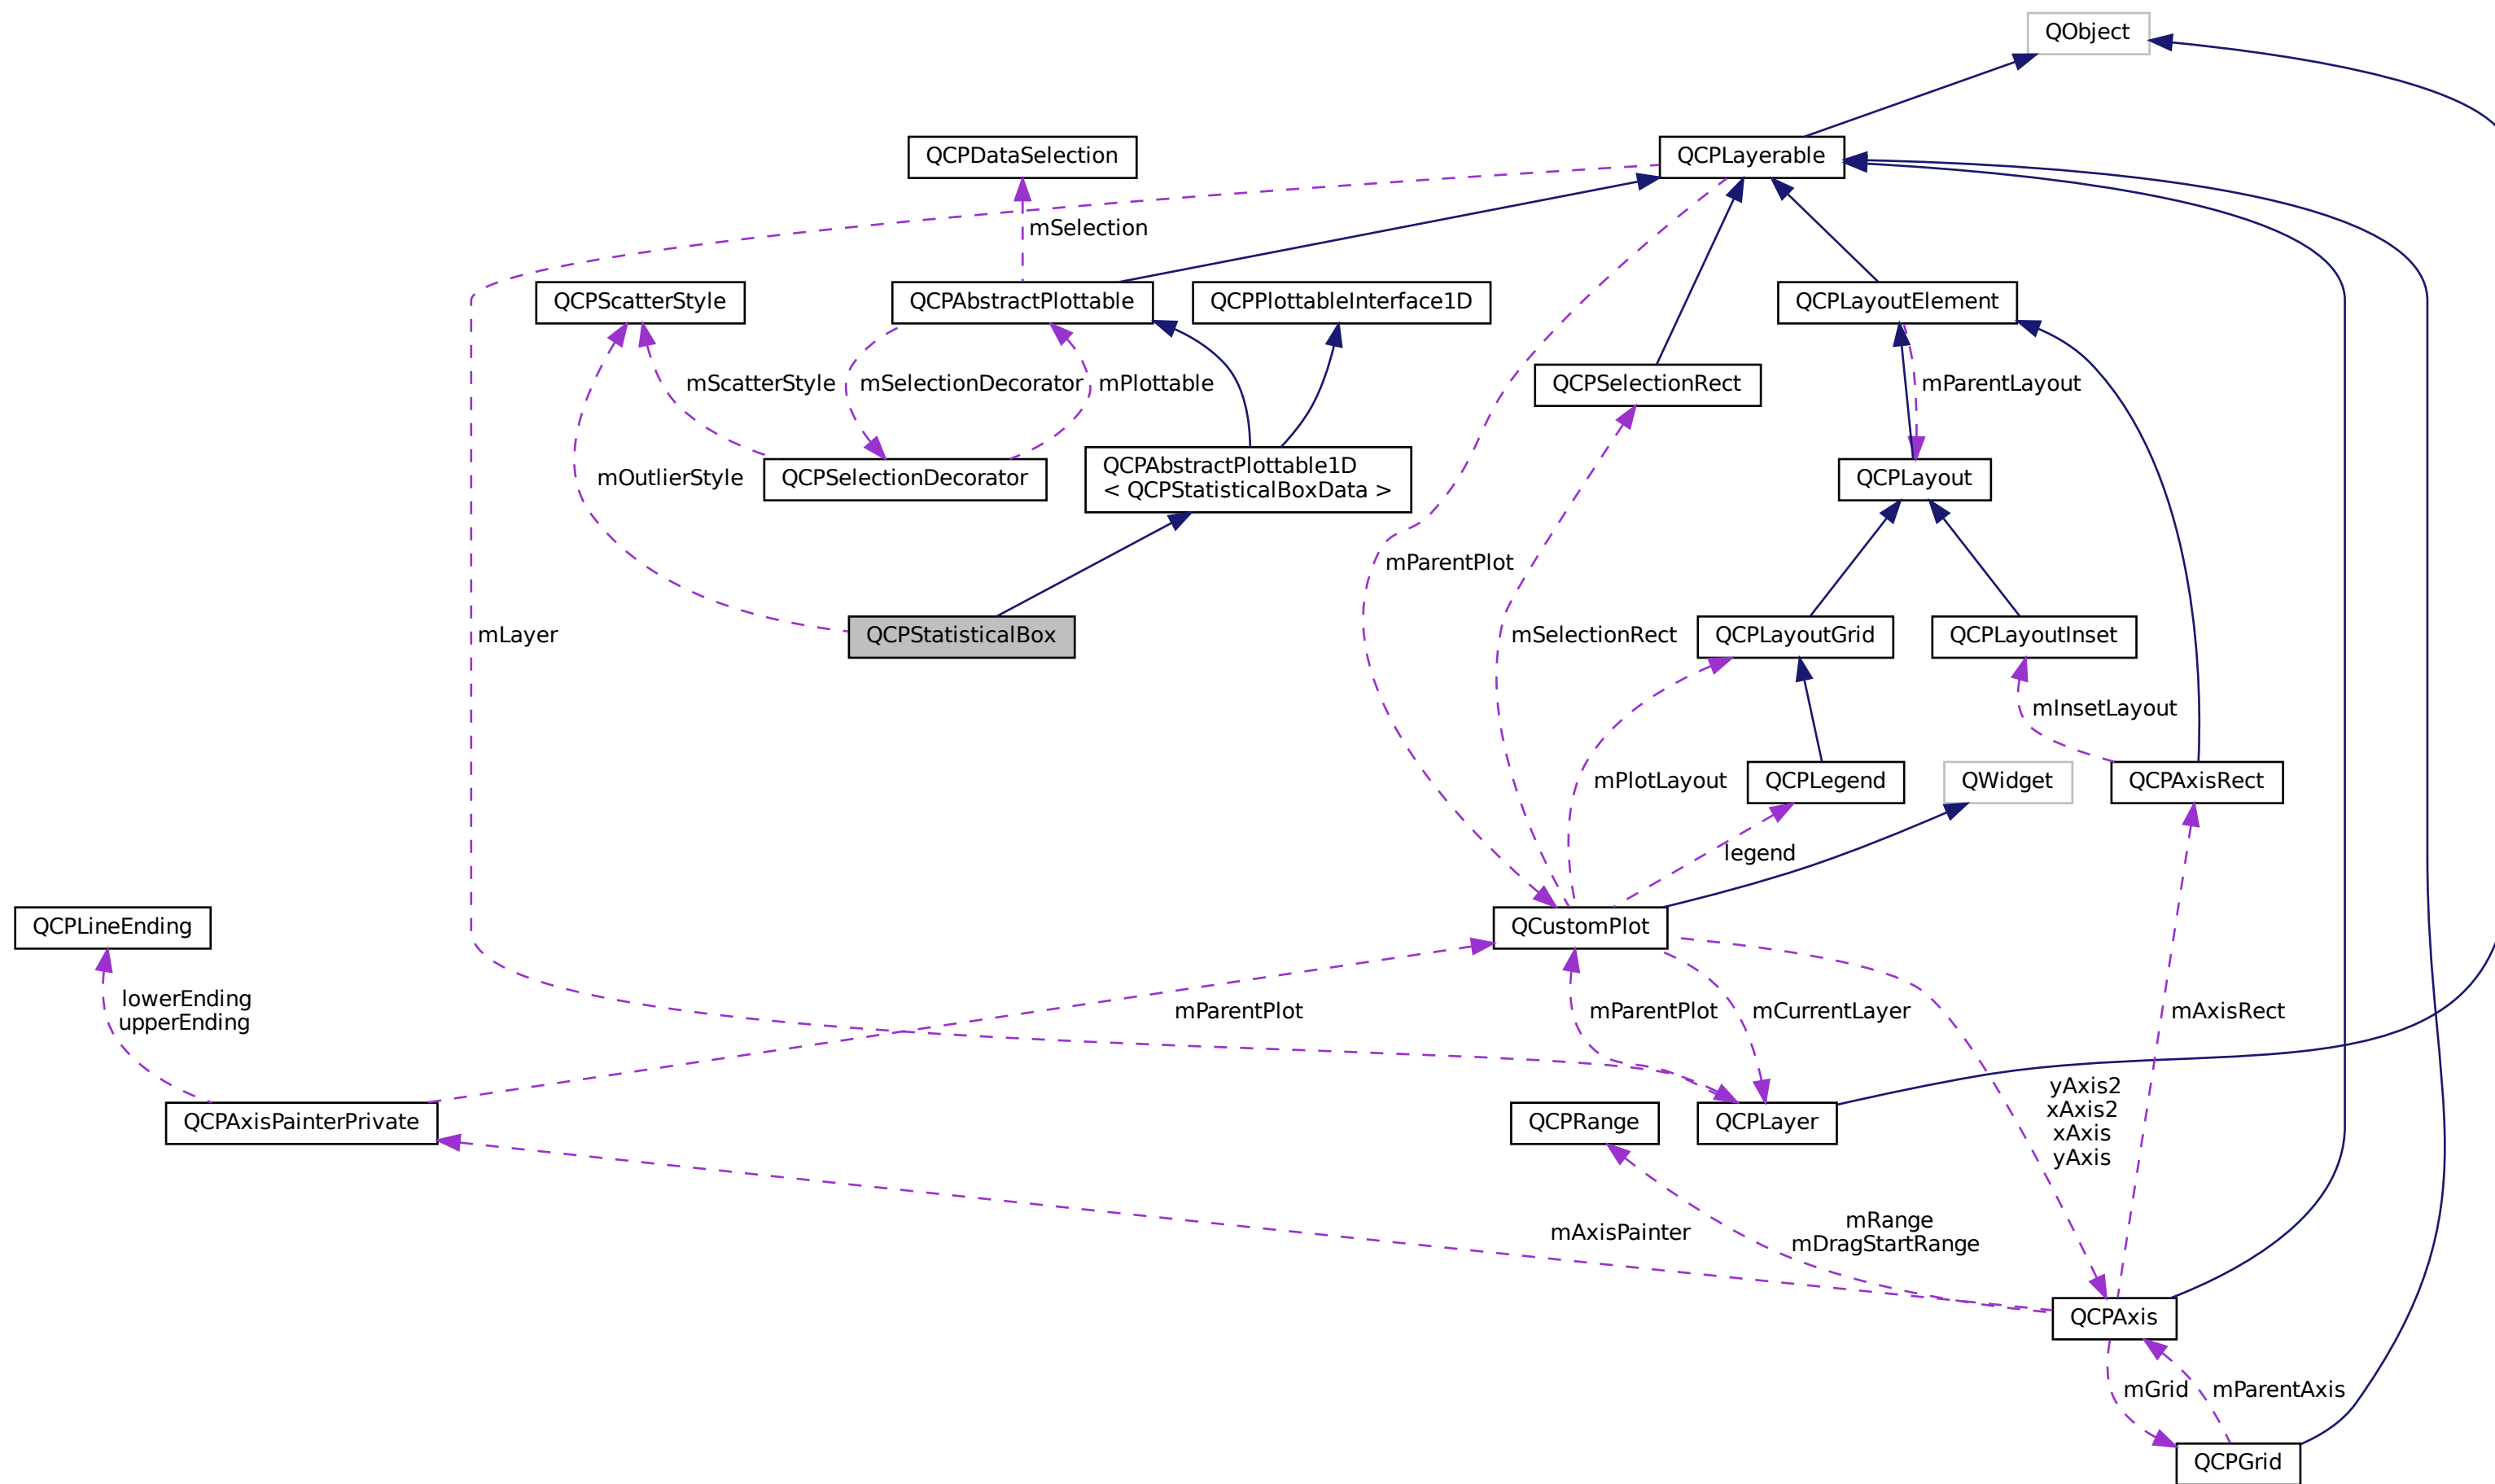 QObject
QCPDataSelection
QCPLayerable
mSelection
QCPScatterStyle
QCPAbstractPlottable
QCPPlottableInterface1D
QCPLayoutElement
mScatterStyle
mSelectionDecorator
mPlottable
QCPSelectionRect
mParentLayout
mOutlierStyle
QCPSelectionDecorator
QCPAbstractPlottable1D
< QCPStatisticalBoxData >
QCPLayout
mParentPlot
mLayer
QCPStatisticalBox
mSelectionRect
QCPLayoutGrid
QCPLayoutInset
mInsetLayout
mPlotLayout
QCPLegend
QWidget
QCPAxisRect
legend
QCPLineEnding
QCustomPlot
lowerEnding
upperEnding
mParentPlot
mParentPlot
mCurrentLayer
mAxisRect
yAxis2
xAxis2
xAxis
yAxis
QCPAxisPainterPrivate
QCPRange
QCPLayer
mAxisPainter
mRange
mDragStartRange
QCPAxis
mGrid
mParentAxis
QCPGrid